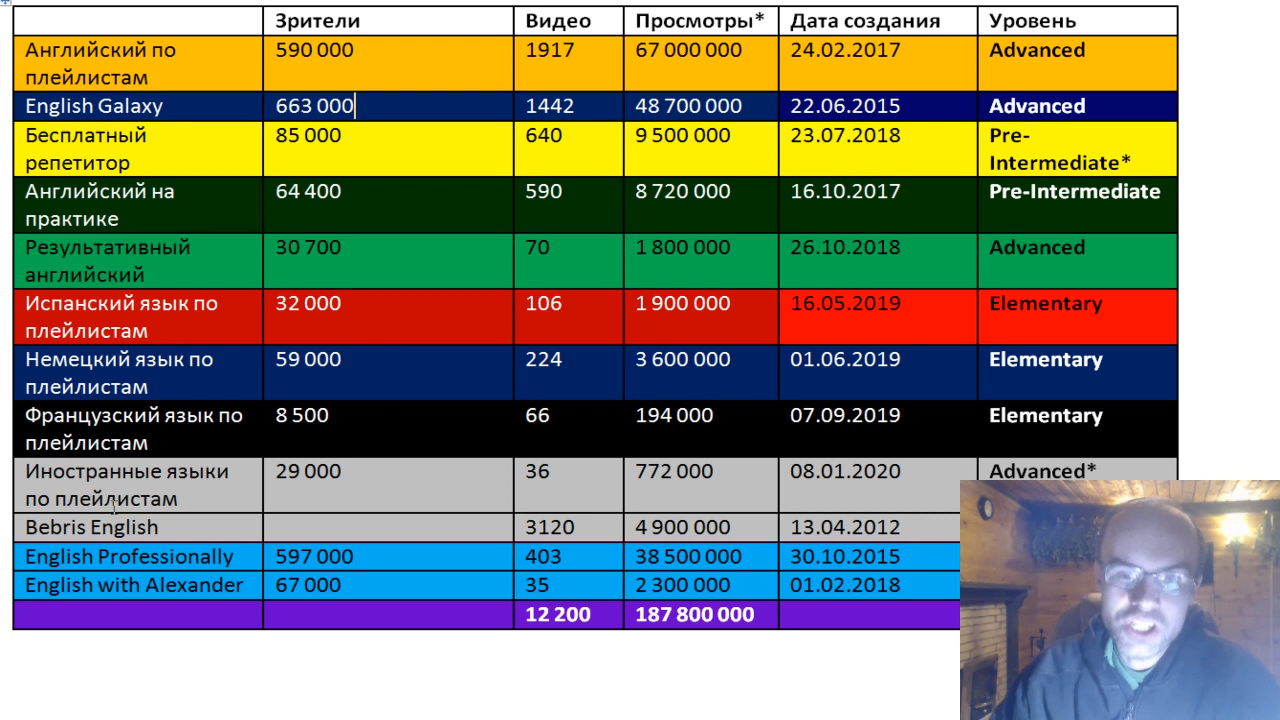 Зрители Видео Просмотры* Дата создания Уровень
Английский по 590 000 1917 67 000 000 24.02.2017 Advanced
плейлистам
English Galaxy 663 000 1442 48 700 000 22.06.2015 Advanced
Бесплатный 85 000 640 9 500 000 23.07.2018 Pre-
репетитор Intermediate*
Английский на 64 400 590 8 720 000 16.10.2017 Pre-Intermediate
практике
Результативный 30 700 70 1 800 000 26.10.2018 Advanced
английский
Испанский язык по 32 000 106 1 900 000 16.05.2019 Elementary
плейлистам
Немецкий язык по 59 000 224 3 600 000 01.06.2019 Elementary
плейлистам
Французский язык по 8 500 66 194 000 07.09.2019 Elementary
плейлистам
Иностранные языки 29 000 36 772 000 08.01.2020 Advanced*
по плейлистам
Bebris English 3120 4 900 000 13.04.2012
English Professionally 597 000 403 38 500 000 30.10.2015
English with Alexander 67 000 35 2 300 000 01.02.2018
12 200 187 800 000